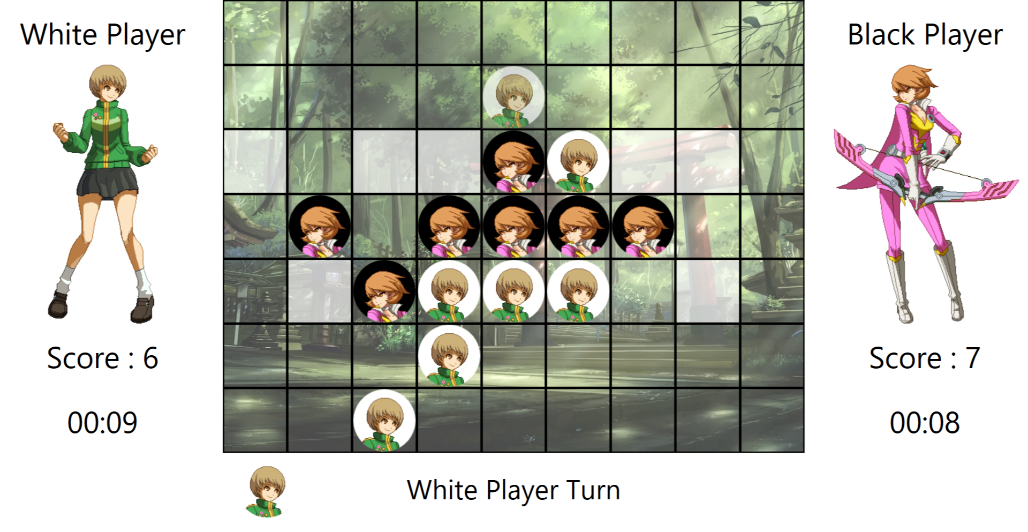 White Player
Black Player
Score : 6
Score : 7
00:09
00:08
White Player Turn